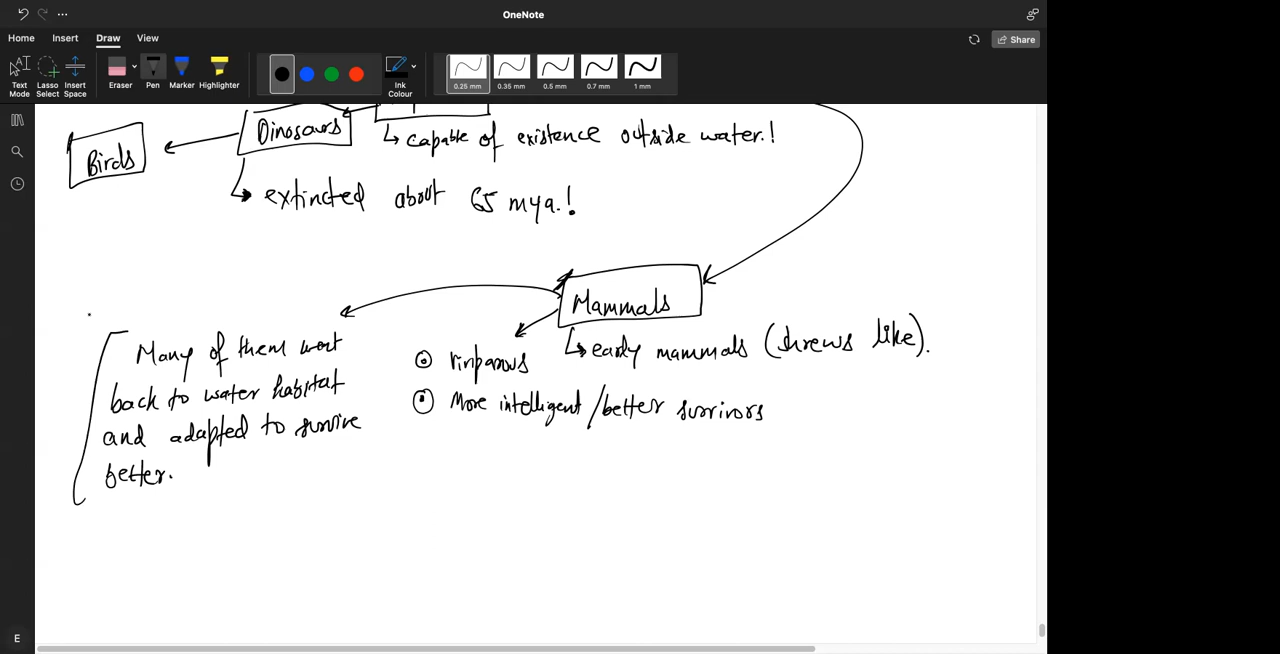 OneNote
Home Insert Draw View
Share
Text Mode
Lasso Select
Insert Space
Eraser
Pen
Marker
Highlighter
Ink Colour
0.25 mm
0.35 mm
0.5 mm
0.7 mm
1 mm
Dinosaurs
capable of existence outside water.!
Birds
extincted about 65 mya.!
Mammals
early mammals (shrews like).
Many of them went
back to water habitat
and adapted to survive
better.
viviparous
More intelligent/better survivors
E